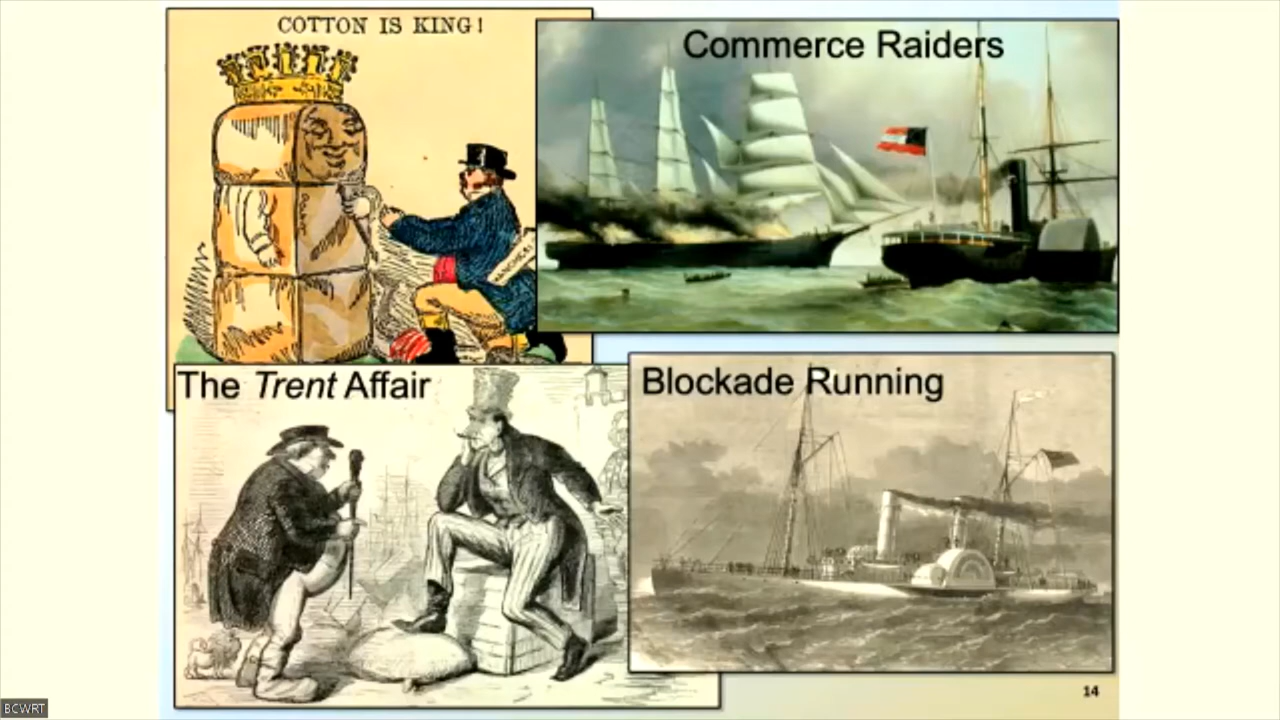 COTTON IS KING!
Commerce Raiders
The Trent Affair
Blockade Running
14
BCWRT